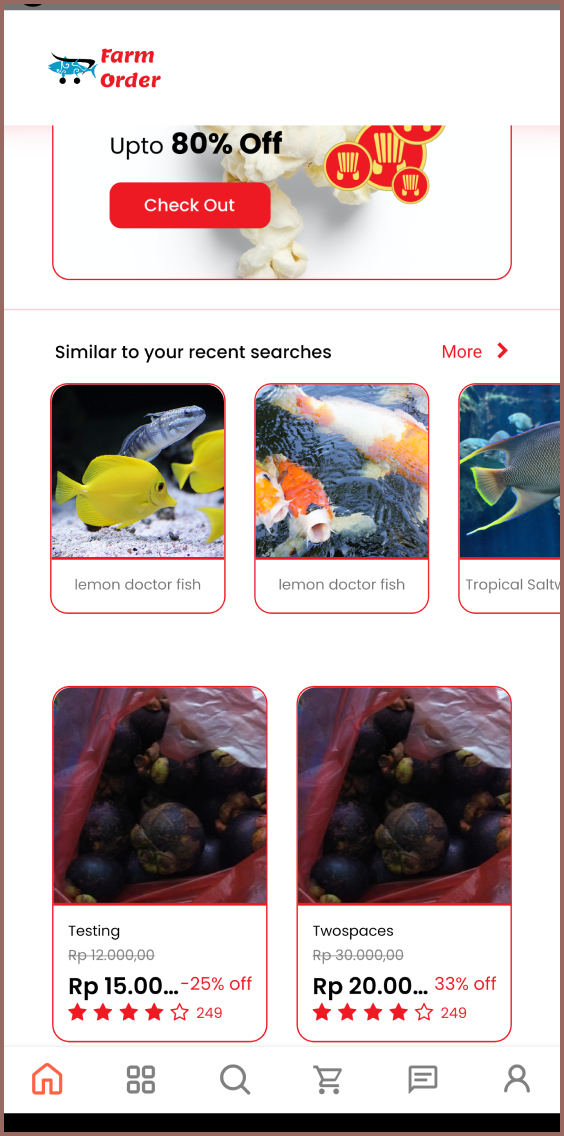 Farm
Order
Upto 80% Off
Check Out
Similar to your recent searches
More
lemon doctor fish
lemon doctor fish
Tropical Saltw
Testing
Rp 12.000,00
Rp 15.00... -25% off
249
Twospaces
Rp 30.000,00
Rp 20.00... 33% off
249